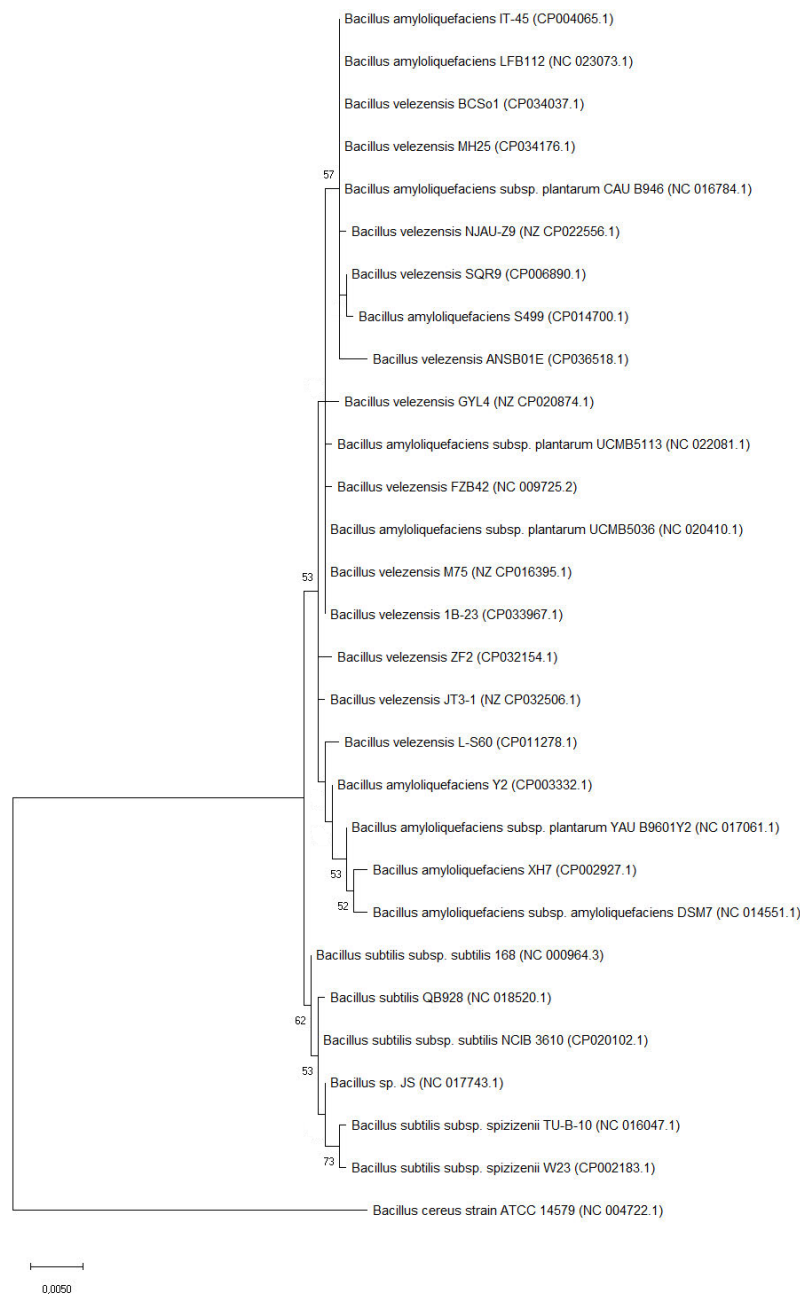 Bacillus amyloliquefaciens IT-45 (CP004065.1)
Bacillus amyloliquefaciens LFB112 (NC 023073.1)
Bacillus velezensis BCSo1 (CP034037.1)
Bacillus velezensis MH25 (CP034176.1)
57
Bacillus amyloliquefaciens subsp. plantarum CAU B946 (NC 016784.1)
Bacillus velezensis NJAU-Z9 (NZ CP022556.1)
Bacillus velezensis SQR9 (CP006890.1)
Bacillus amyloliquefaciens S499 (CP014700.1)
Bacillus velezensis ANSB01E (CP036518.1)
Bacillus velezensis GYL4 (NZ CP020874.1)
Bacillus amyloliquefaciens subsp. plantarum UCMB5113 (NC 022081.1)
Bacillus velezensis FZB42 (NC 009725.2)
Bacillus amyloliquefaciens subsp. plantarum UCMB5036 (NC 020410.1)
53
Bacillus velezensis M75 (NZ CP016395.1)
Bacillus velezensis 1B-23 (CP033967.1)
Bacillus velezensis ZF2 (CP032154.1)
Bacillus velezensis JT3-1 (NZ CP032506.1)
Bacillus velezensis L-S60 (CP011278.1)
Bacillus amyloliquefaciens Y2 (CP003332.1)
Bacillus amyloliquefaciens subsp. plantarum YAU B9601Y2 (NC 017061.1)
53
Bacillus amyloliquefaciens XH7 (CP002927.1)
52
Bacillus amyloliquefaciens subsp. amyloliquefaciens DSM7 (NC 014551.1)
Bacillus subtilis subsp. subtilis 168 (NC 000964.3)
Bacillus subtilis QB928 (NC 018520.1)
62
Bacillus subtilis subsp. subtilis NCIB 3610 (CP020102.1)
53
Bacillus sp. JS (NC 017743.1)
Bacillus subtilis subsp. spizizenii TU-B-10 (NC 016047.1)
73
Bacillus subtilis subsp. spizizenii W23 (CP002183.1)
Bacillus cereus strain ATCC 14579 (NC 004722.1)
0,0050